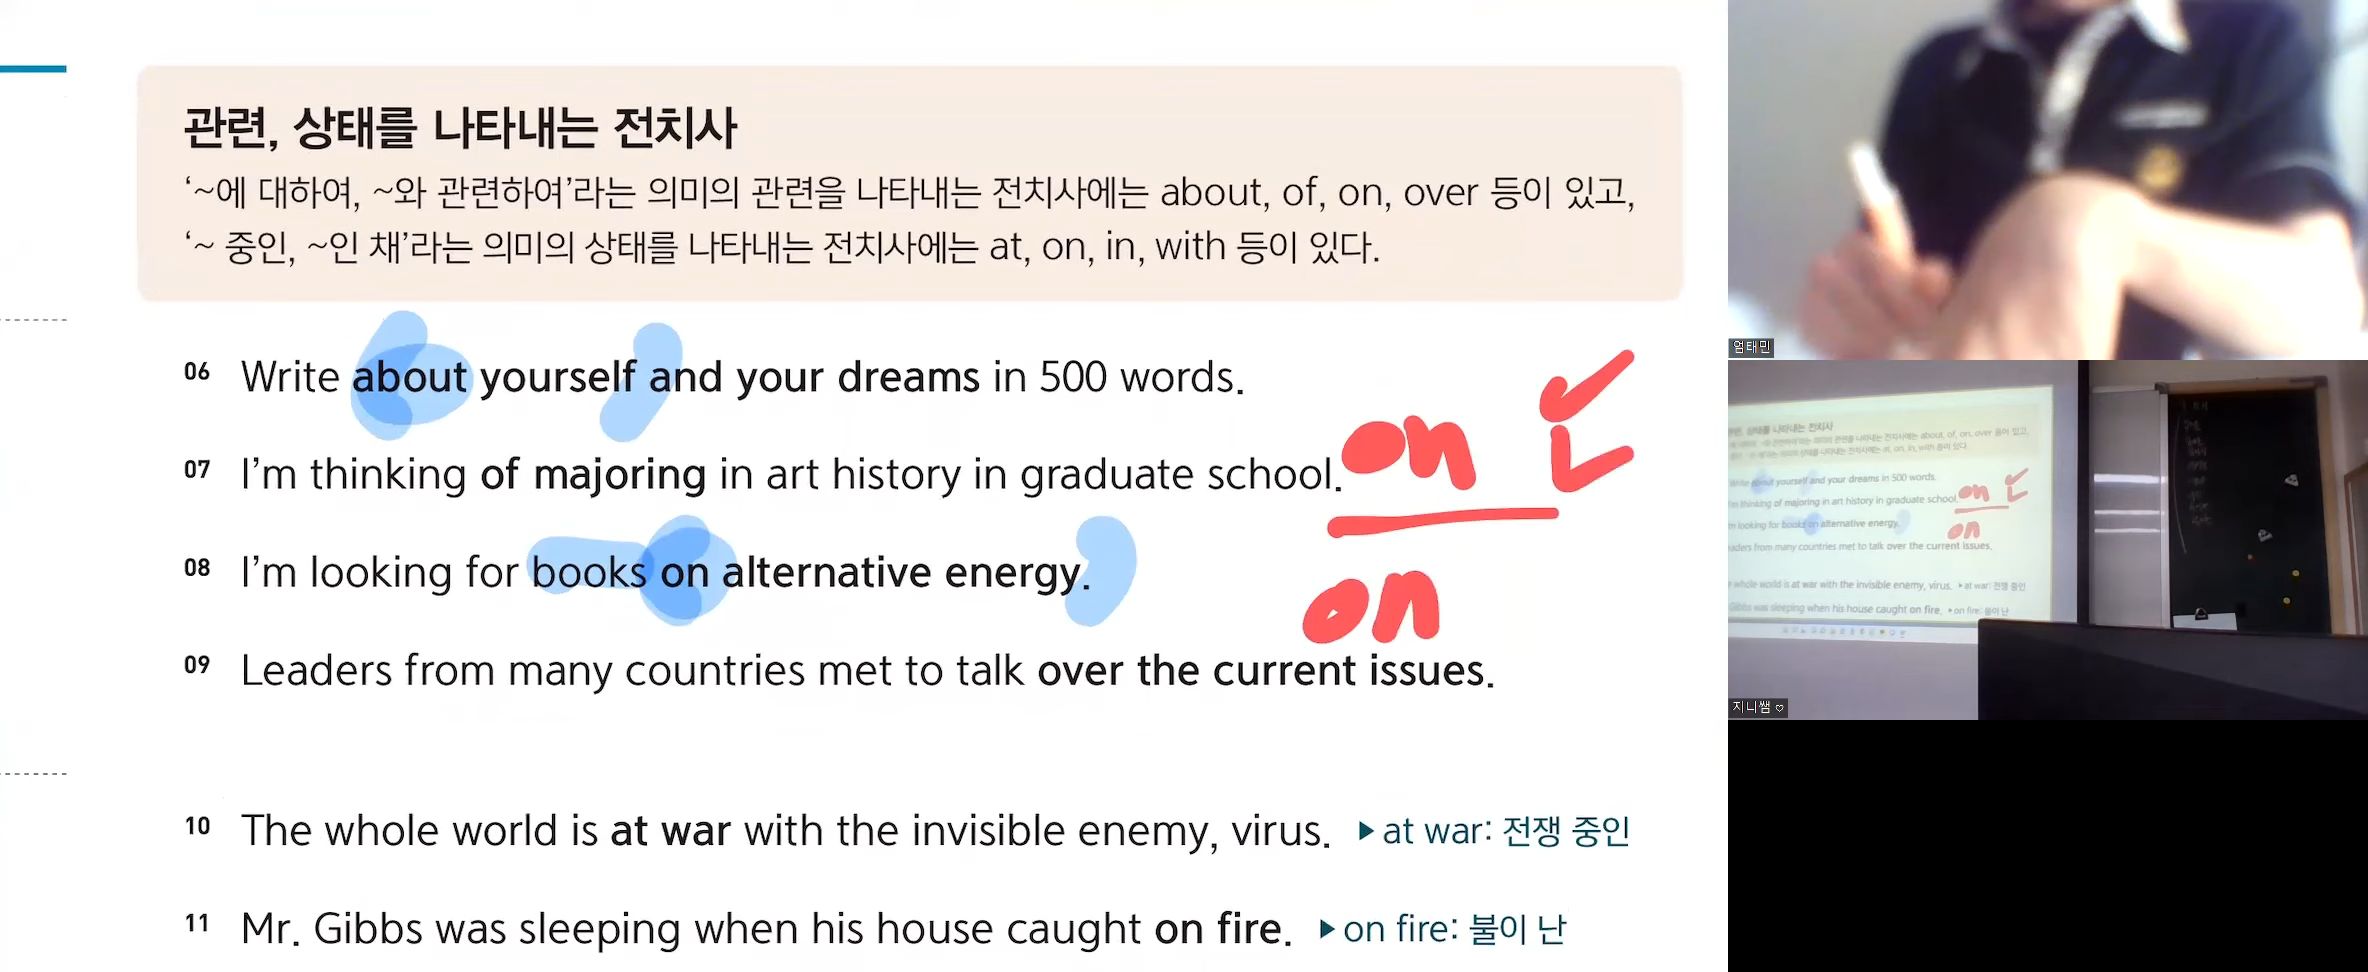 관련, 상태를 나타내는 전치사
‘~에 대하여, ~와 관련하여’라는 의미의 관련을 나타내는 전치사에는 about, of, on, over 등이 있고,
‘~ 중인, ~인 채’라는 의미의 상태를 나타내는 전치사에는 at, on, in, with 등이 있다.
06 Write about yourself and your dreams in 500 words.
07 I’m thinking of majoring in art history in graduate school.
on
08 I’m looking for books on alternative energy.
on
09 Leaders from many countries met to talk over the current issues.
10 The whole world is at war with the invisible enemy, virus. ▶ at war: 전쟁 중인
11 Mr. Gibbs was sleeping when his house caught on fire. ▶ on fire: 불이 난
엄태민
지니쌤 ♡